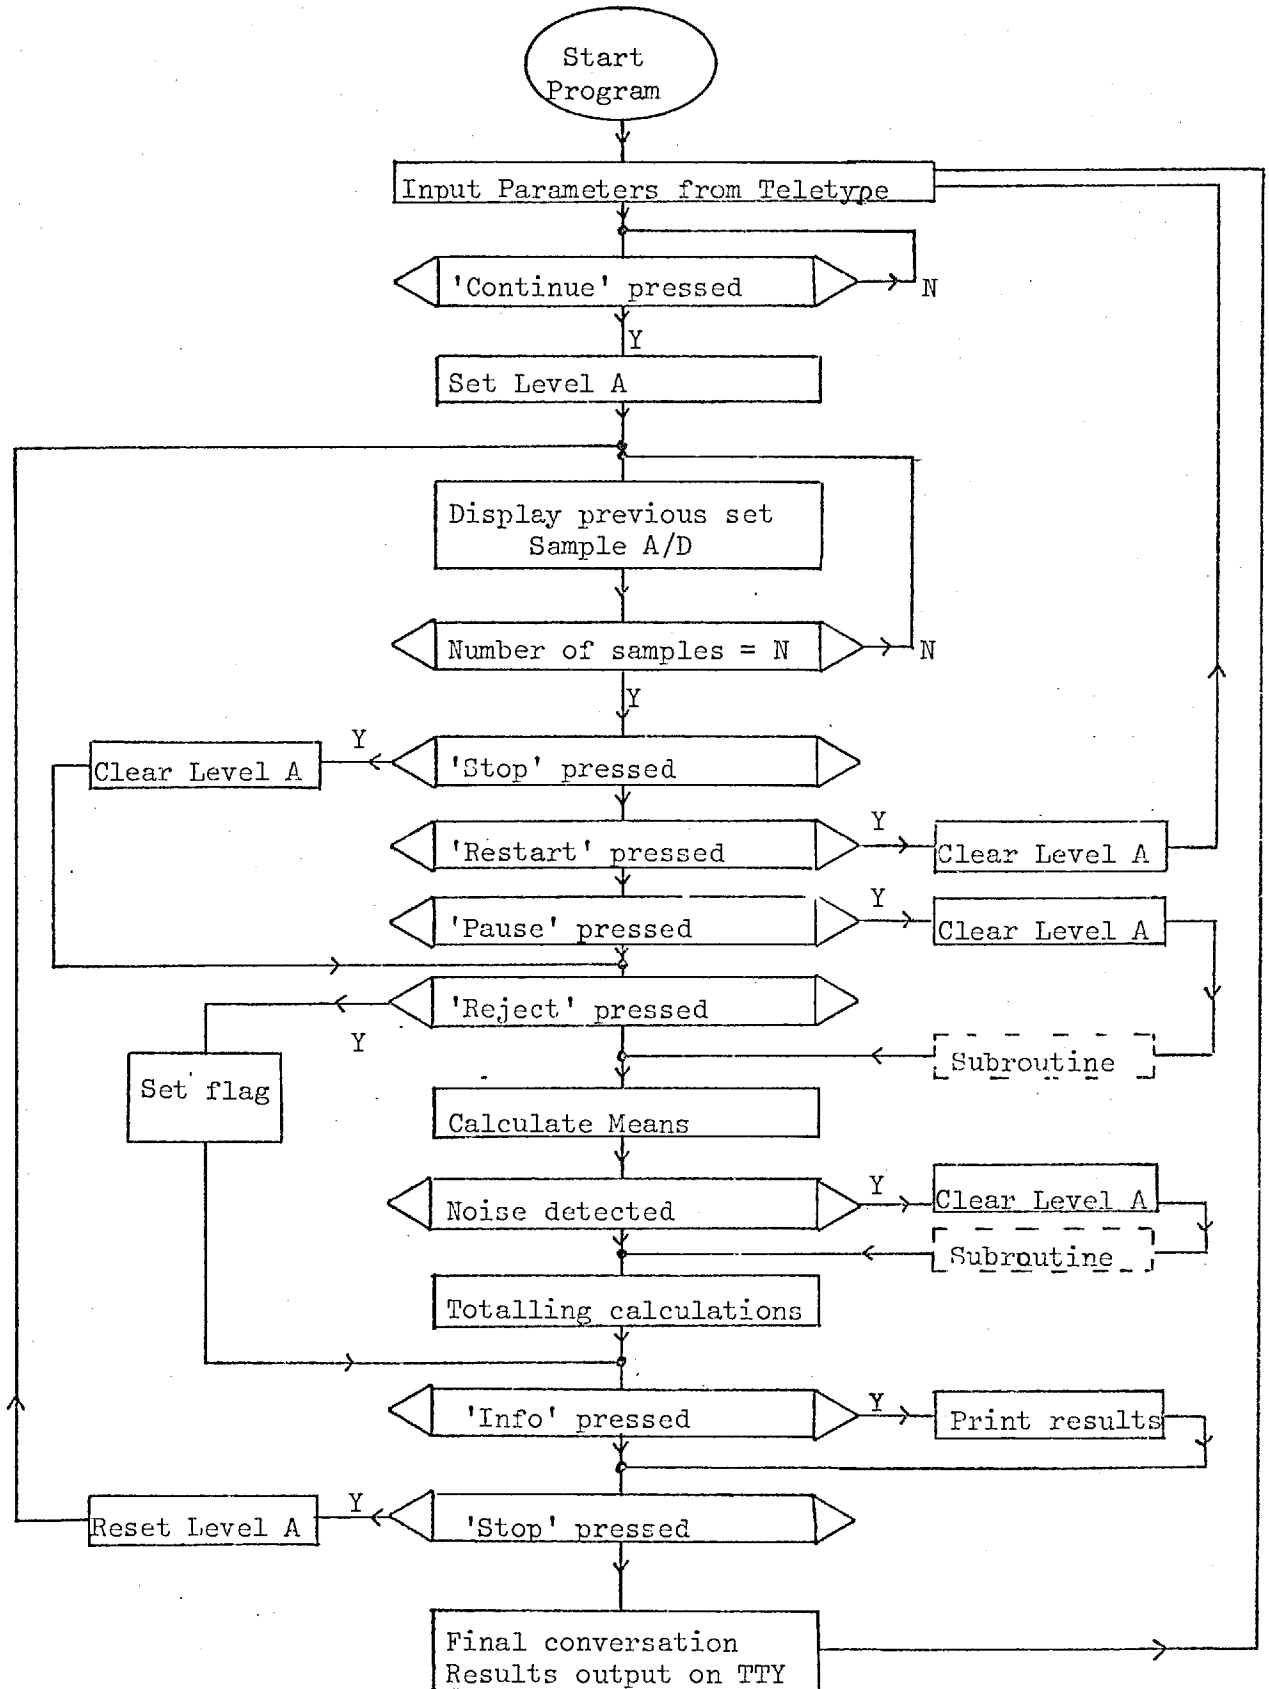 Start
Program
Input Parameters from Teletype
'Continue' pressed
N
Y
Set Level A
Display previous set
Sample A/D
Number of samples = N
N
Y
Y
Clear Level A
'Stop' pressed
'Restart' pressed
Y
Clear Level A
'Pause' pressed
Y
Clear Level A
'Reject' pressed
Y
Subroutine
Set flag
Calculate Means
Noise detected
Y
Clear Level A
Subroutine
Totalling calculations
'Info' pressed
Y
Print results
Reset Level A
Y
'Stop' pressed
Final conversation
Results output on TTY